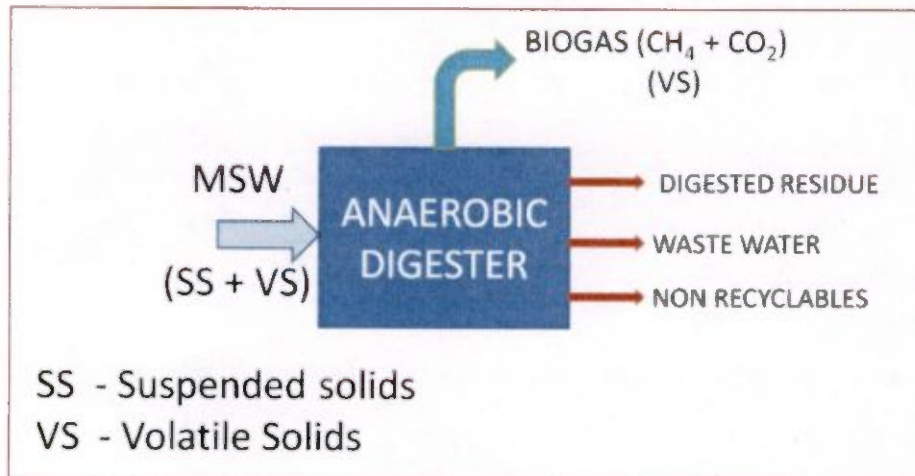 BIOGAS (CH₄ + CO₂)
(VS)
MSW
(SS + VS)
ANAEROBIC
DIGESTER
DIGESTED RESIDUE
WASTE WATER
NON RECYCLABLES
SS - Suspended solids
VS - Volatile Solids